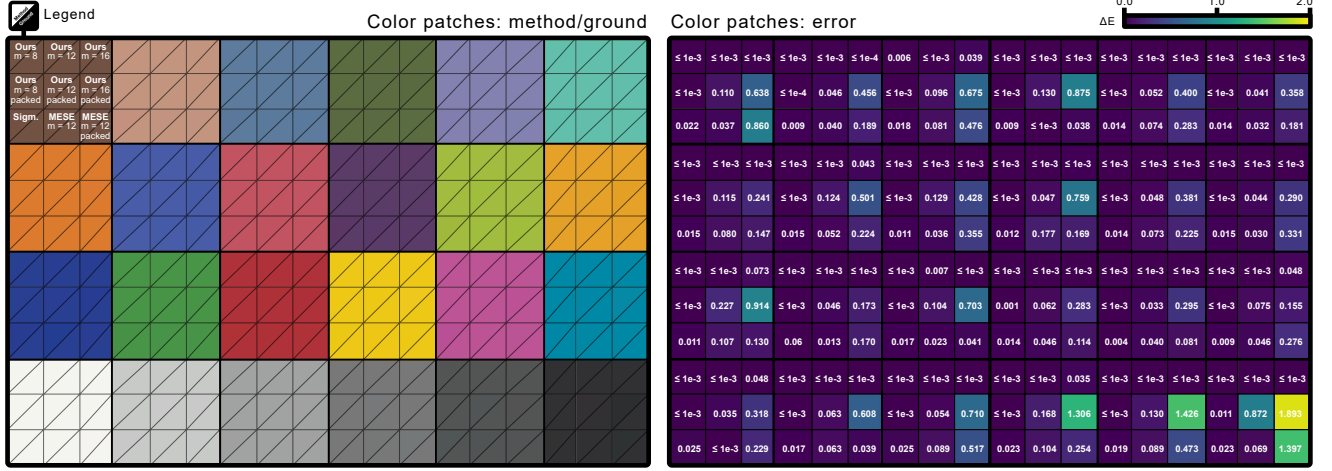 Method
Ground
Legend
Color patches: method/ground
Color patches: error
ΔE
0.0 1.0 2.0
Ours Ours Ours
m = 8 m = 12 m = 16
Ours Ours Ours
m = 8 m = 12 m = 16
packed packed packed
Sigm. MESE MESE
m = 12 m = 12
packed
≤ 1e-3 ≤ 1e-3 ≤ 1e-3 ≤ 1e-3 ≤ 1e-3 ≤ 1e-4 0.006 ≤ 1e-3 0.039 ≤ 1e-3 ≤ 1e-3 ≤ 1e-3 ≤ 1e-3 ≤ 1e-3 ≤ 1e-3 ≤ 1e-3 ≤ 1e-3 ≤ 1e-3
≤ 1e-3 0.110 0.638 ≤ 1e-4 0.046 0.456 ≤ 1e-3 0.096 0.675 ≤ 1e-3 0.130 0.875 ≤ 1e-3 0.052 0.400 ≤ 1e-3 0.041 0.358
0.022 0.037 0.860 0.009 0.040 0.189 0.018 0.081 0.476 0.009 ≤ 1e-3 0.038 0.014 0.074 0.283 0.014 0.032 0.181
≤ 1e-3 ≤ 1e-3 ≤ 1e-3 ≤ 1e-3 ≤ 1e-3 0.043 ≤ 1e-3 ≤ 1e-3 ≤ 1e-3 ≤ 1e-3 ≤ 1e-3 ≤ 1e-3 ≤ 1e-3 ≤ 1e-3 ≤ 1e-3 ≤ 1e-3 ≤ 1e-3 ≤ 1e-3
≤ 1e-3 0.115 0.241 ≤ 1e-3 0.124 0.501 ≤ 1e-3 0.129 0.428 ≤ 1e-3 0.047 0.759 ≤ 1e-3 0.048 0.381 ≤ 1e-3 0.044 0.290
0.015 0.080 0.147 0.015 0.052 0.224 0.011 0.036 0.355 0.012 0.177 0.169 0.014 0.073 0.225 0.015 0.030 0.331
≤ 1e-3 ≤ 1e-3 0.073 ≤ 1e-3 ≤ 1e-3 ≤ 1e-3 ≤ 1e-3 0.007 ≤ 1e-3 ≤ 1e-3 ≤ 1e-3 ≤ 1e-3 ≤ 1e-3 ≤ 1e-3 ≤ 1e-3 ≤ 1e-3 ≤ 1e-3 0.048
≤ 1e-3 0.227 0.914 ≤ 1e-3 0.046 0.173 ≤ 1e-3 0.104 0.703 0.001 0.062 0.283 ≤ 1e-3 0.033 0.295 ≤ 1e-3 0.075 0.155
0.011 0.107 0.130 0.06 0.013 0.170 0.017 0.023 0.041 0.014 0.046 0.114 0.004 0.040 0.081 0.009 0.046 0.276
≤ 1e-3 ≤ 1e-3 0.048 ≤ 1e-3 ≤ 1e-3 ≤ 1e-3 ≤ 1e-3 ≤ 1e-3 ≤ 1e-3 ≤ 1e-3 ≤ 1e-3 0.035 ≤ 1e-3 ≤ 1e-3 ≤ 1e-3 ≤ 1e-3 ≤ 1e-3 ≤ 1e-3
≤ 1e-3 0.035 0.318 ≤ 1e-3 0.063 0.608 ≤ 1e-3 0.054 0.710 ≤ 1e-3 0.168 1.306 ≤ 1e-3 0.130 1.426 0.011 0.872 1.893
0.025 ≤ 1e-3 0.229 0.017 0.063 0.039 0.025 0.089 0.517 0.023 0.104 0.254 0.019 0.089 0.473 0.023 0.069 1.397